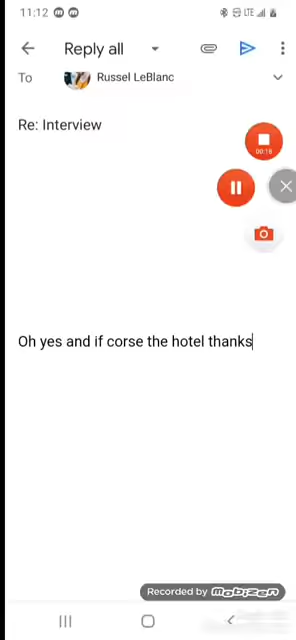 11:12 LTE
Reply all
To Russel LeBlanc
Re: Interview
00:18
Oh yes and if corse the hotel thanks
Recorded by mobizen